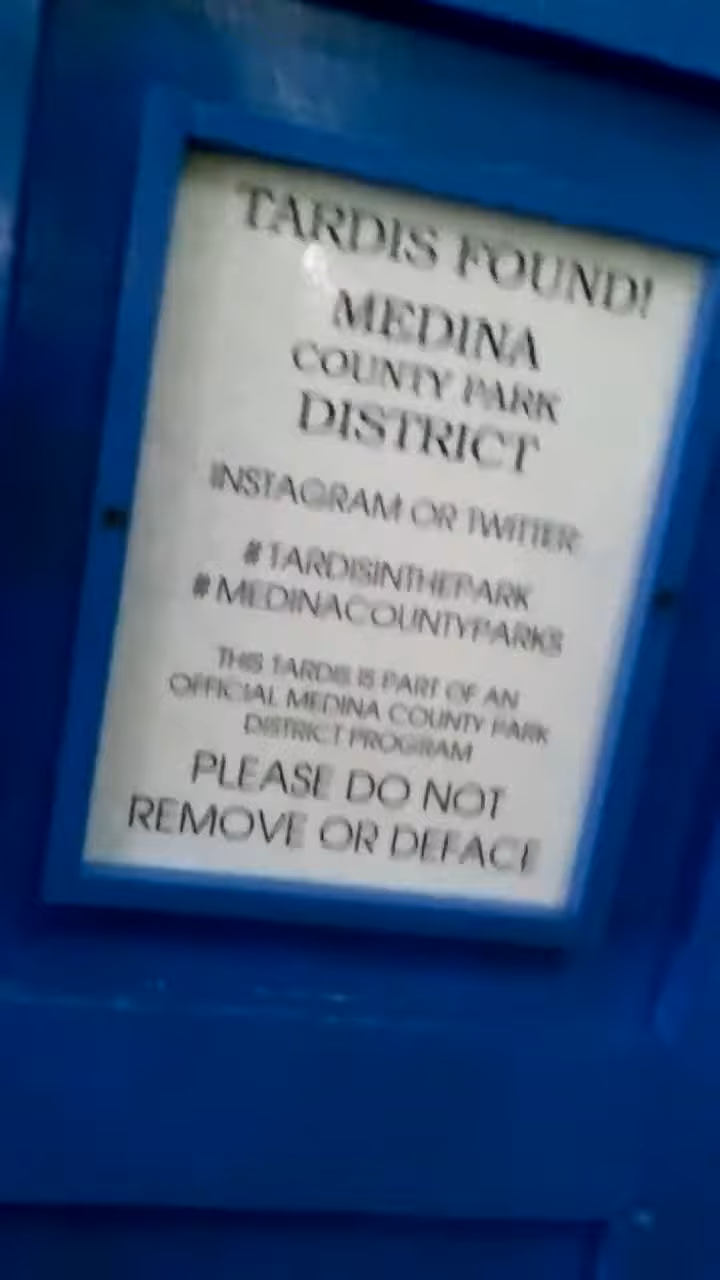 TARDIS FOUND!
MEDINA
COUNTY PARK
DISTRICT
INSTAGRAM OR TWITTER:
#TARDISINTHEPARK
#MEDINACOUNTYPARKS
THIS TARDIS IS PART OF AN
OFFICIAL MEDINA COUNTY PARK
DISTRICT PROGRAM
PLEASE DO NOT
REMOVE OR DEFACE